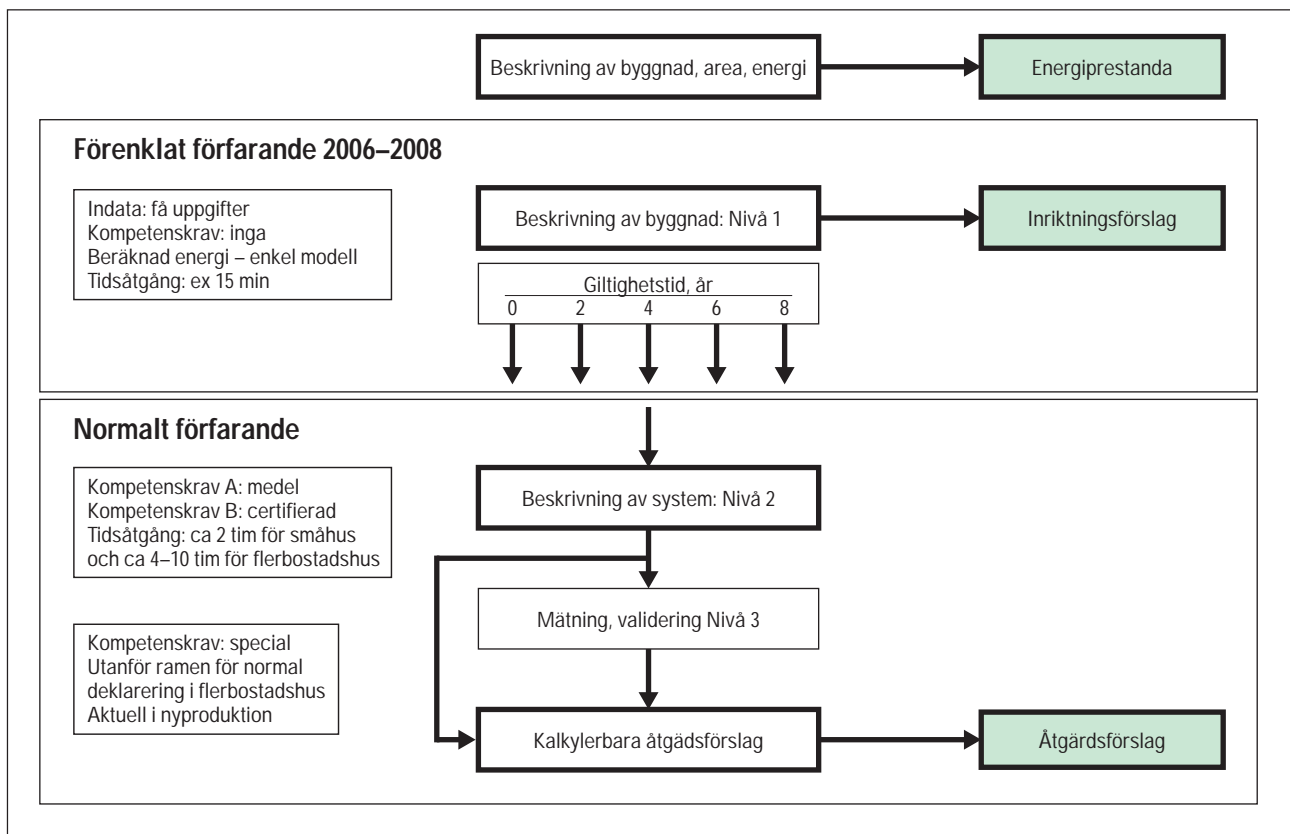 Beskrivning av byggnad, area, energi
Energiprestanda
Förenklat förfarande 2006–2008
Indata: få uppgifter
Kompetenskrav: inga
Beräknad energi – enkel modell
Tidsåtgång: ex 15 min
Beskrivning av byggnad: Nivå 1
Inriktningsförslag
Giltighetstid, år
0 2 4 6 8
Normalt förfarande
Kompetenskrav A: medel
Kompetenskrav B: certifierad
Tidsåtgång: ca 2 tim för småhus
och ca 4–10 tim för flerbostadshus
Beskrivning av system: Nivå 2
Mätning, validering Nivå 3
Kompetenskrav: special
Utanför ramen för normal
deklarering i flerbostadshus
Aktuell i nyproduktion
Kalkylerbara åtgädsförslag
Åtgärdsförslag